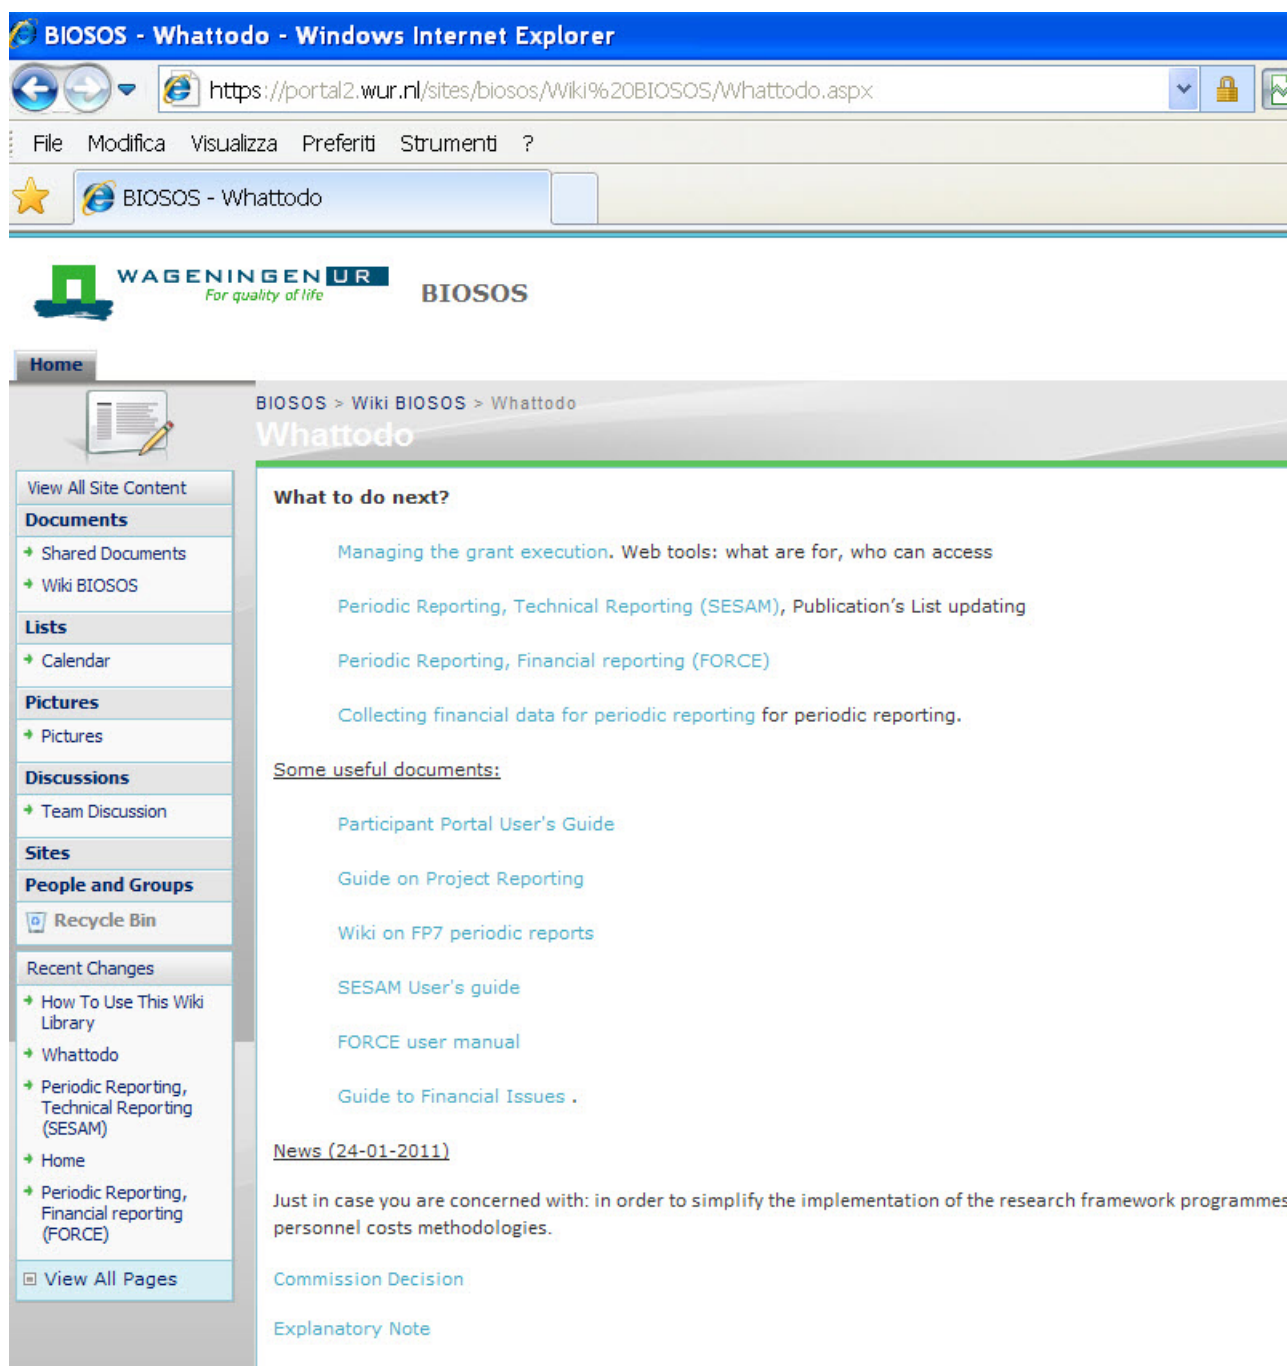 BIOSOS - Whattodo - Windows Internet Explorer
https://portal2.wur.nl/sites/biosos/Wiki%20BIOSOS/Whattodo.aspx
File Modifica Visualizza Preferiti Strumenti ?
BIOSOS - Whattodo
WAGENINGEN UR
For quality of life
BIOSOS
Home
BIOSOS > Wiki BIOSOS > Whattodo
Whattodo
View All Site Content
Documents
Shared Documents
Wiki BIOSOS
Lists
Calendar
Pictures
Pictures
Discussions
Team Discussion
Sites
People and Groups
Recycle Bin
Recent Changes
How To Use This Wiki
Library
Whattodo
Periodic Reporting,
Technical Reporting
(SESAM)
Home
Periodic Reporting,
Financial reporting
(FORCE)
View All Pages
What to do next?
Managing the grant execution. Web tools: what are for, who can access
Periodic Reporting, Technical Reporting (SESAM), Publication's List updating
Periodic Reporting, Financial reporting (FORCE)
Collecting financial data for periodic reporting for periodic reporting.
Some useful documents:
Participant Portal User's Guide
Guide on Project Reporting
Wiki on FP7 periodic reports
SESAM User's guide
FORCE user manual
Guide to Financial Issues .
News (24-01-2011)
Just in case you are concerned with: in order to simplify the implementation of the research framework programmes
personnel costs methodologies.
Commission Decision
Explanatory Note